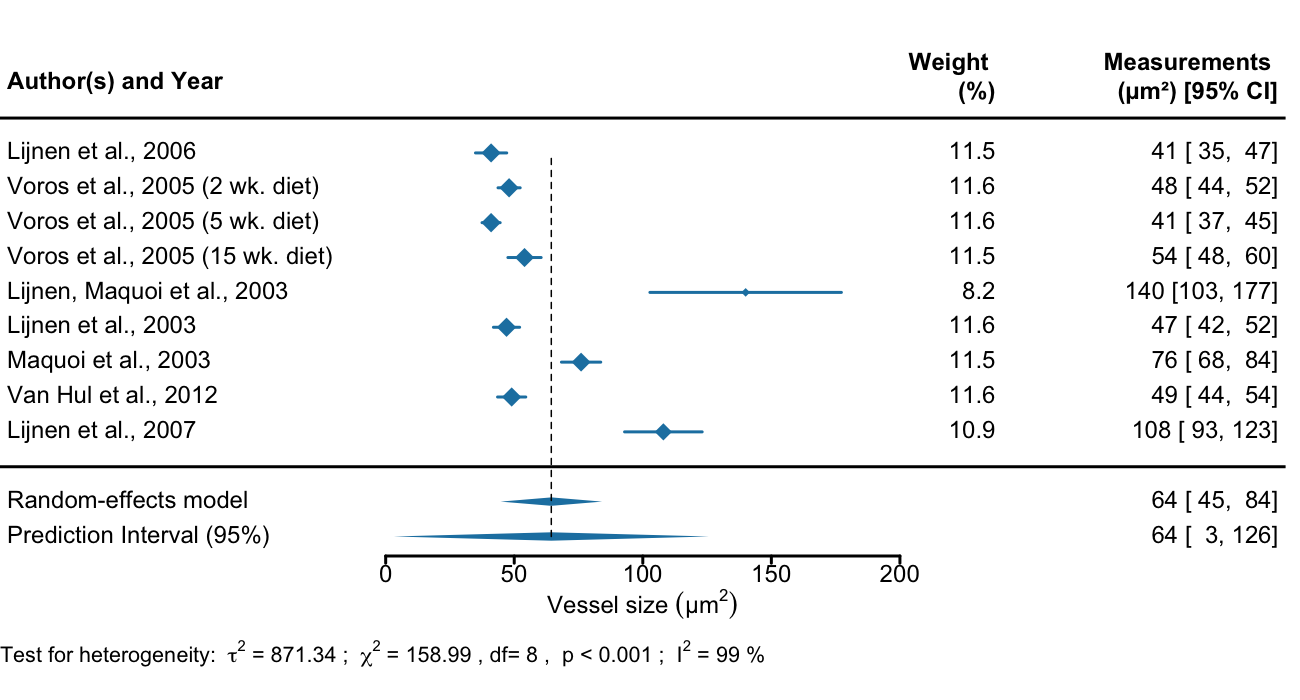 Weight Measurements
Author(s) and Year (%) (µm²) [95% CI]
Lijnen et al., 2006 11.5 41 [ 35, 47]
Voros et al., 2005 (2 wk. diet) 11.6 48 [ 44, 52]
Voros et al., 2005 (5 wk. diet) 11.6 41 [ 37, 45]
Voros et al., 2005 (15 wk. diet) 11.5 54 [ 48, 60]
Lijnen, Maquoi et al., 2003 8.2 140 [103, 177]
Lijnen et al., 2003 11.6 47 [ 42, 52]
Maquoi et al., 2003 11.5 76 [ 68, 84]
Van Hul et al., 2012 11.6 49 [ 44, 54]
Lijnen et al., 2007 10.9 108 [ 93, 123]
Random-effects model 64 [ 45, 84]
Prediction Interval (95%) 64 [ 3, 126]
0 50 100 150 200
Vessel size (µm²)
Test for heterogeneity: τ² = 871.34 ; χ² = 158.99 , df= 8 , p < 0.001 ; I² = 99 %